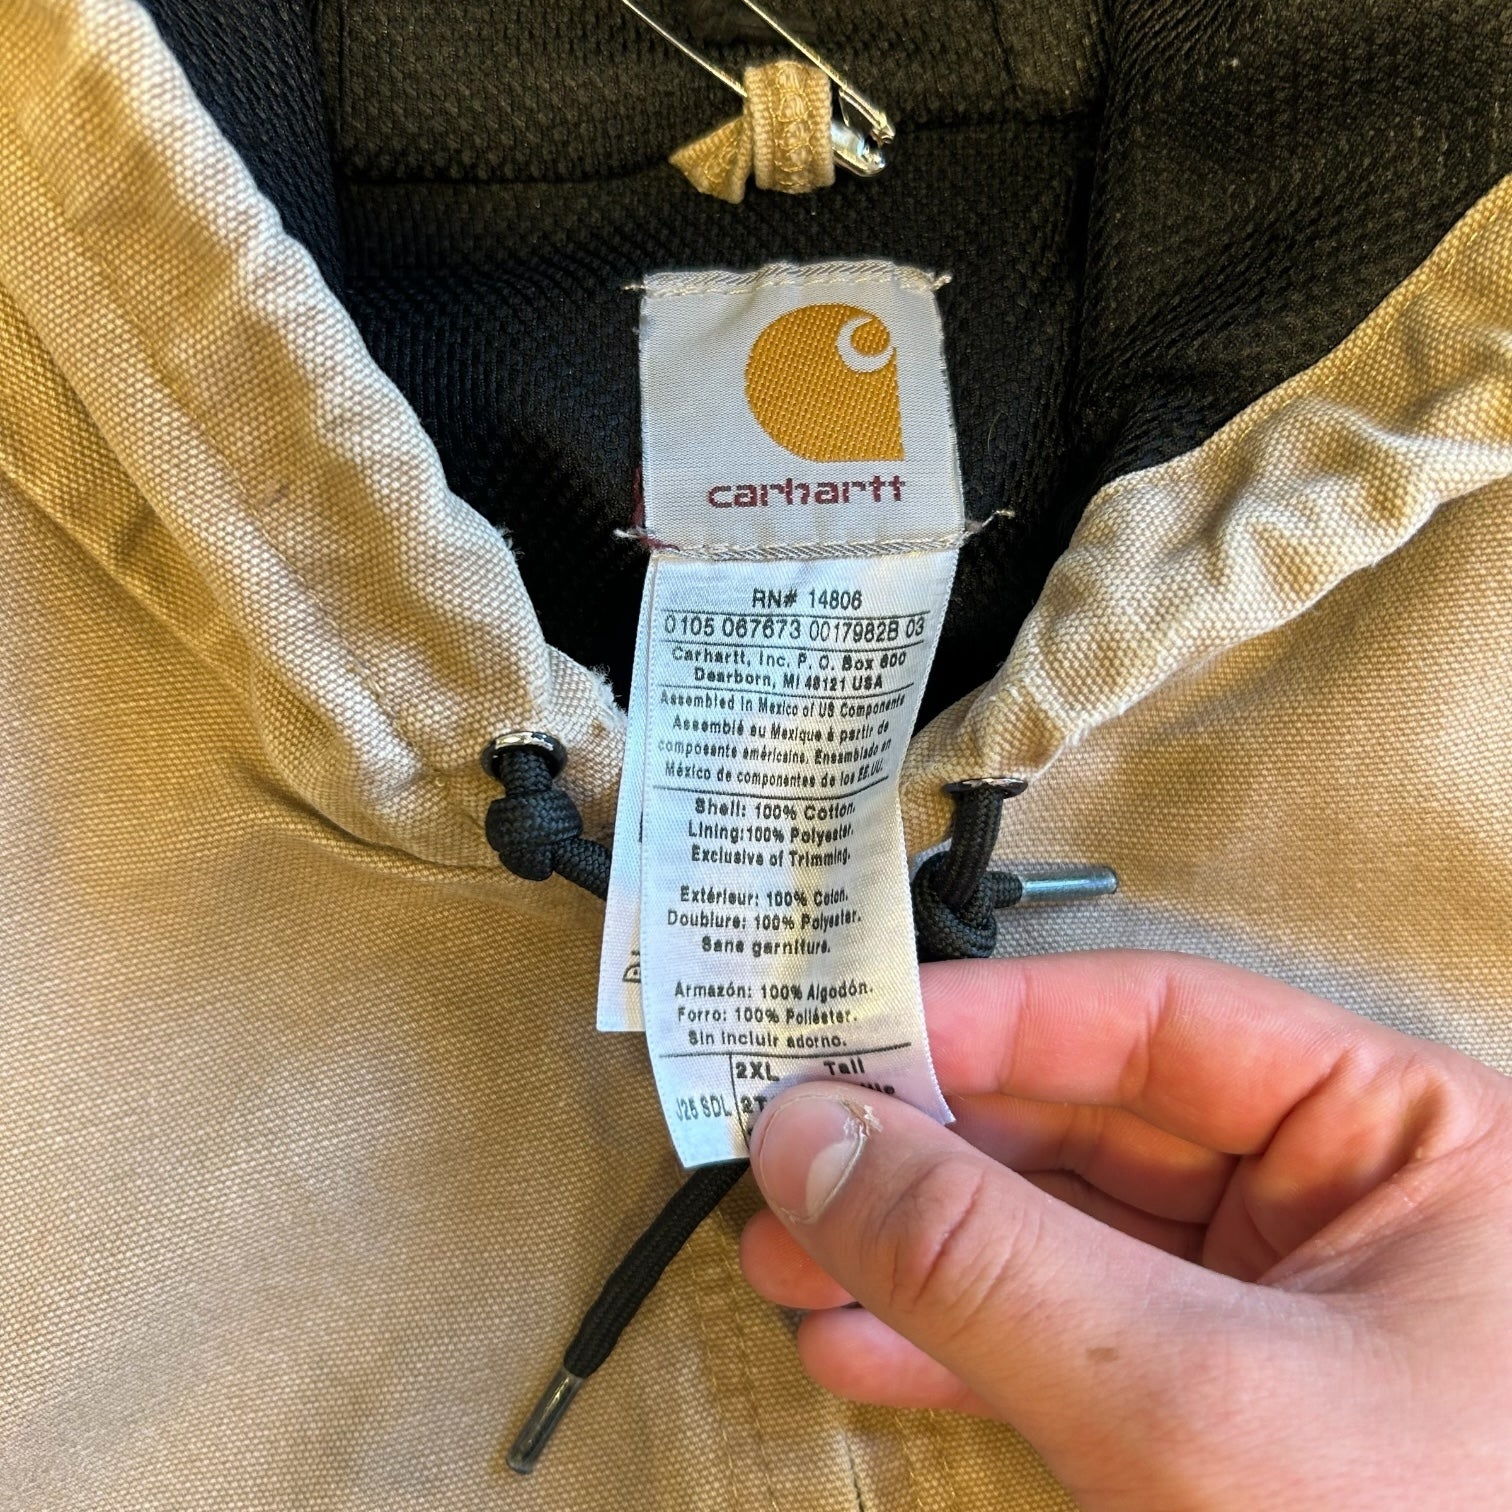 carhartt
RN# 14806
0105 067673 0017982B 03
Carhartt, Inc. P. O. Box 600
Dearborn, MI 48121 USA
Assembled in Mexico of US Components
Assemblé au Mexique à partir de
composants américains. Ensamblado en
México de componentes de los EE.UU.
Shell: 100% Cotton.
Lining:100% Polyester.
Exclusive of Trimming.
Extérieur: 100% Coton.
Doublure: 100% Polyester.
Sans garniture.
Armazón: 100% Algodón.
Forro: 100% Poliéster.
Sin incluir adorno.
2XL Tall
J25 SDL